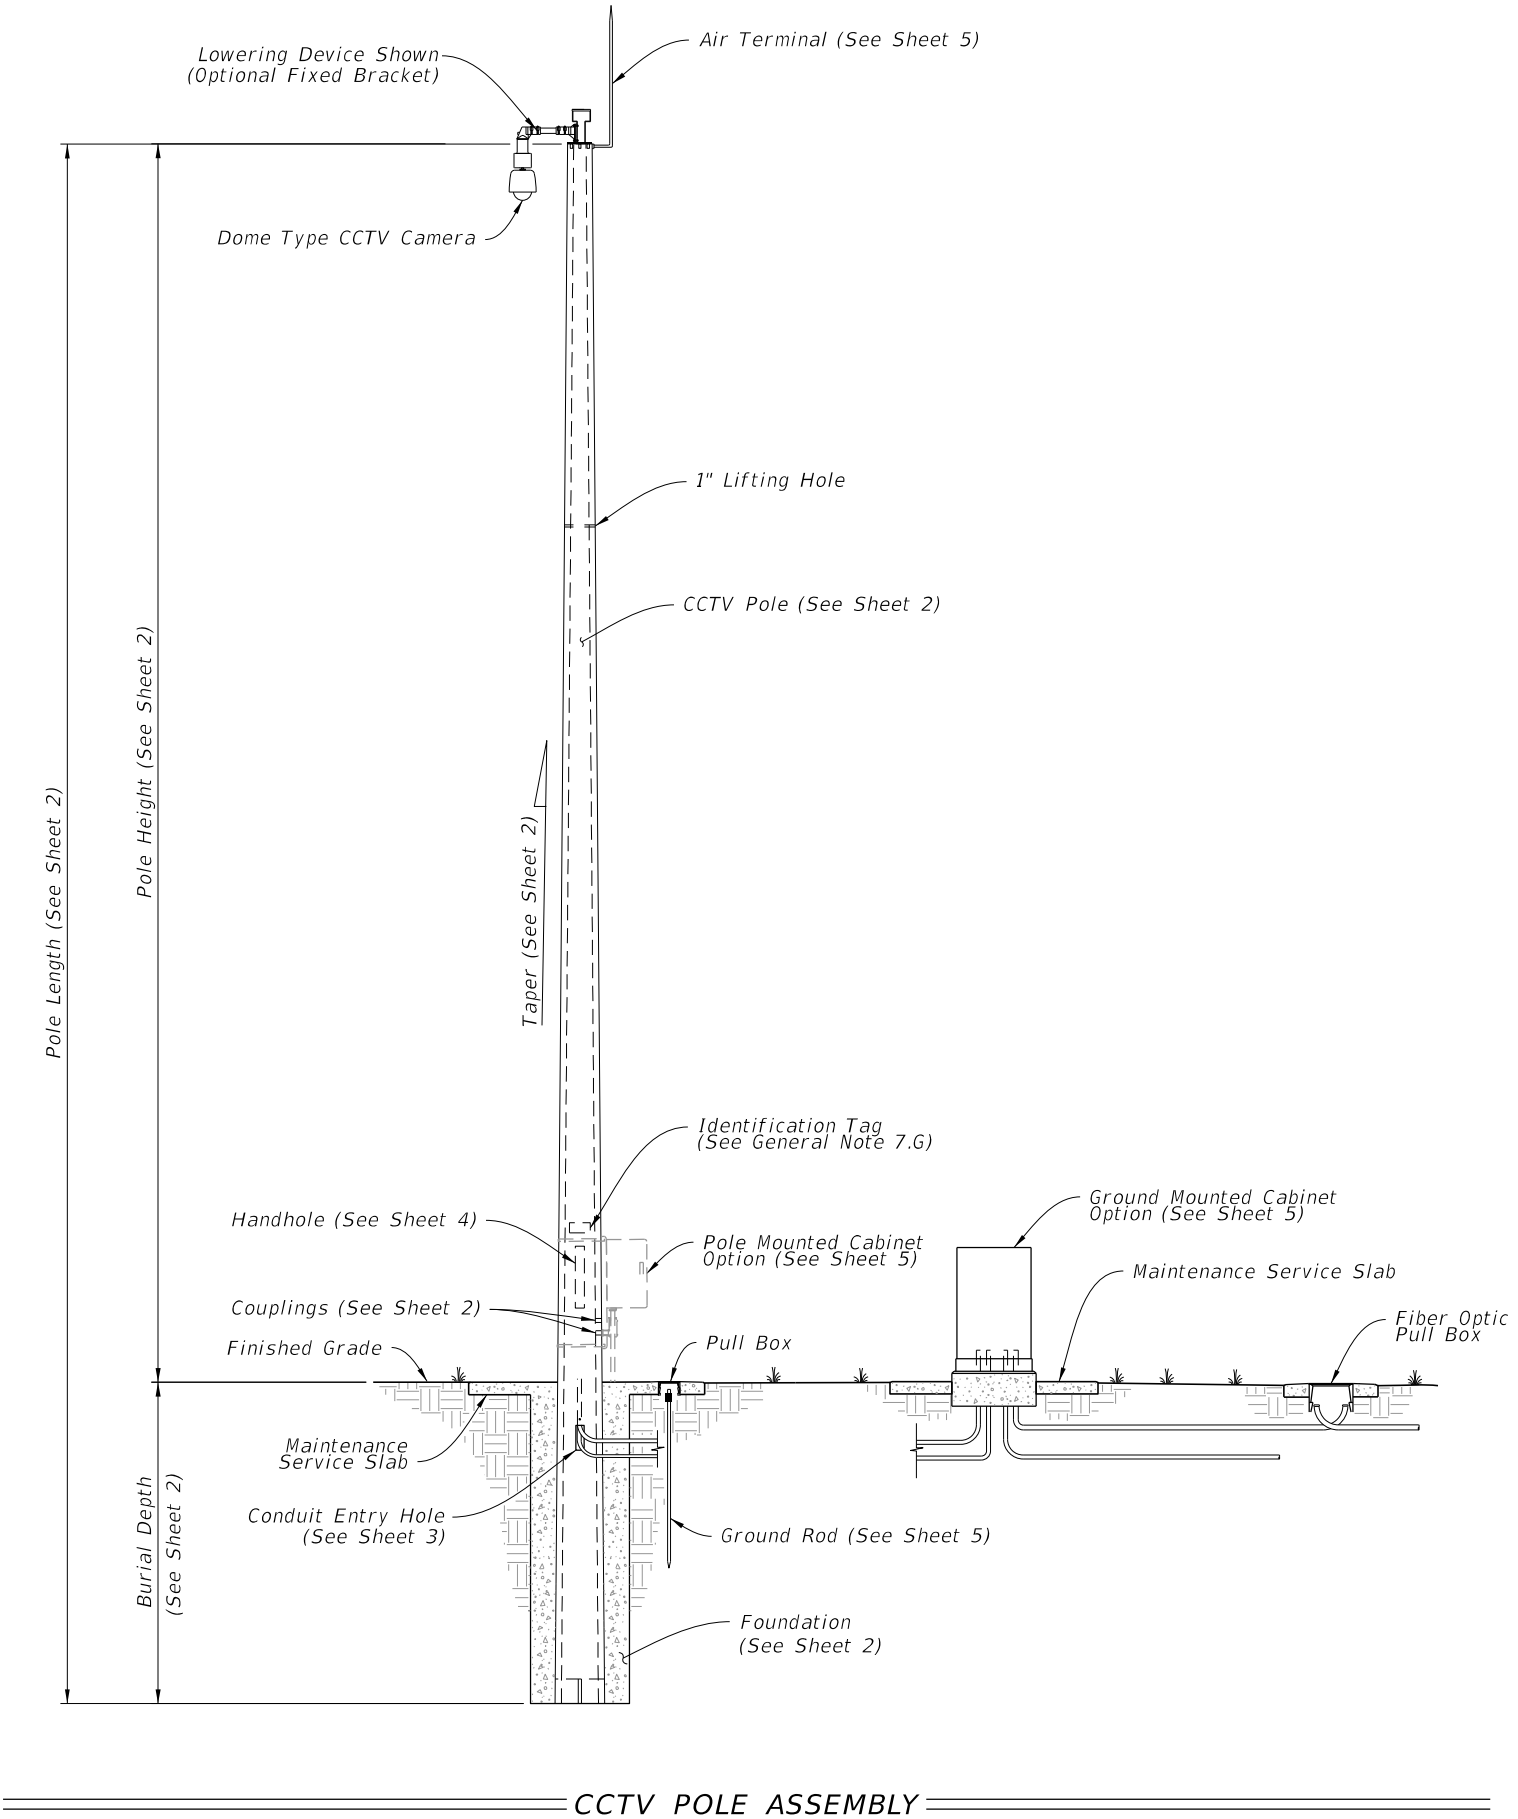 Air Terminal (See Sheet 5)
Lowering Device Shown
(Optional Fixed Bracket)
Dome Type CCTV Camera
1" Lifting Hole
CCTV Pole (See Sheet 2)
Pole Height (See Sheet 2)
Pole Length (See Sheet 2)
Taper (See Sheet 2)
Identification Tag
(See General Note 7.G)
Handhole (See Sheet 4)
Pole Mounted Cabinet
Option (See Sheet 5)
Ground Mounted Cabinet
Option (See Sheet 5)
Maintenance Service Slab
Couplings (See Sheet 2)
Finished Grade
Pull Box
Fiber Optic
Pull Box
Maintenance
Service Slab
Conduit Entry Hole
(See Sheet 3)
Burial Depth
(See Sheet 2)
Ground Rod (See Sheet 5)
Foundation
(See Sheet 2)
CCTV POLE ASSEMBLY